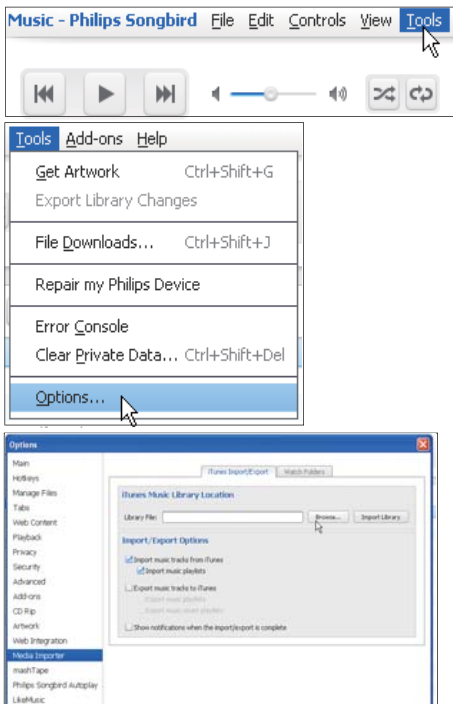 Music - Philips Songbird File Edit Controls View Tools
Tools Add-ons Help
Get Artwork Ctrl+Shift+G
Export Library Changes
File Downloads... Ctrl+Shift+J
Repair my Philips Device
Error Console
Clear Private Data... Ctrl+Shift+Del
Options...
Options
Main
Hotkeys
Manage Files
Tabs
Web Content
Playback
Privacy
Security
Advanced
Add-ons
CD Rip
Artwork
Web Integration
Media Importer
mashTape
Philips Songbird Autoplay
LikeMusic
iTunes Import/Export Watch Folders
iTunes Music Library Location
Library File: Browse... Import Library
Import/Export Options
Import music tracks from iTunes
Import music playlists
Export music tracks to iTunes
Export music playlists
Export music smart playlists
Show notifications when the import/export is complete